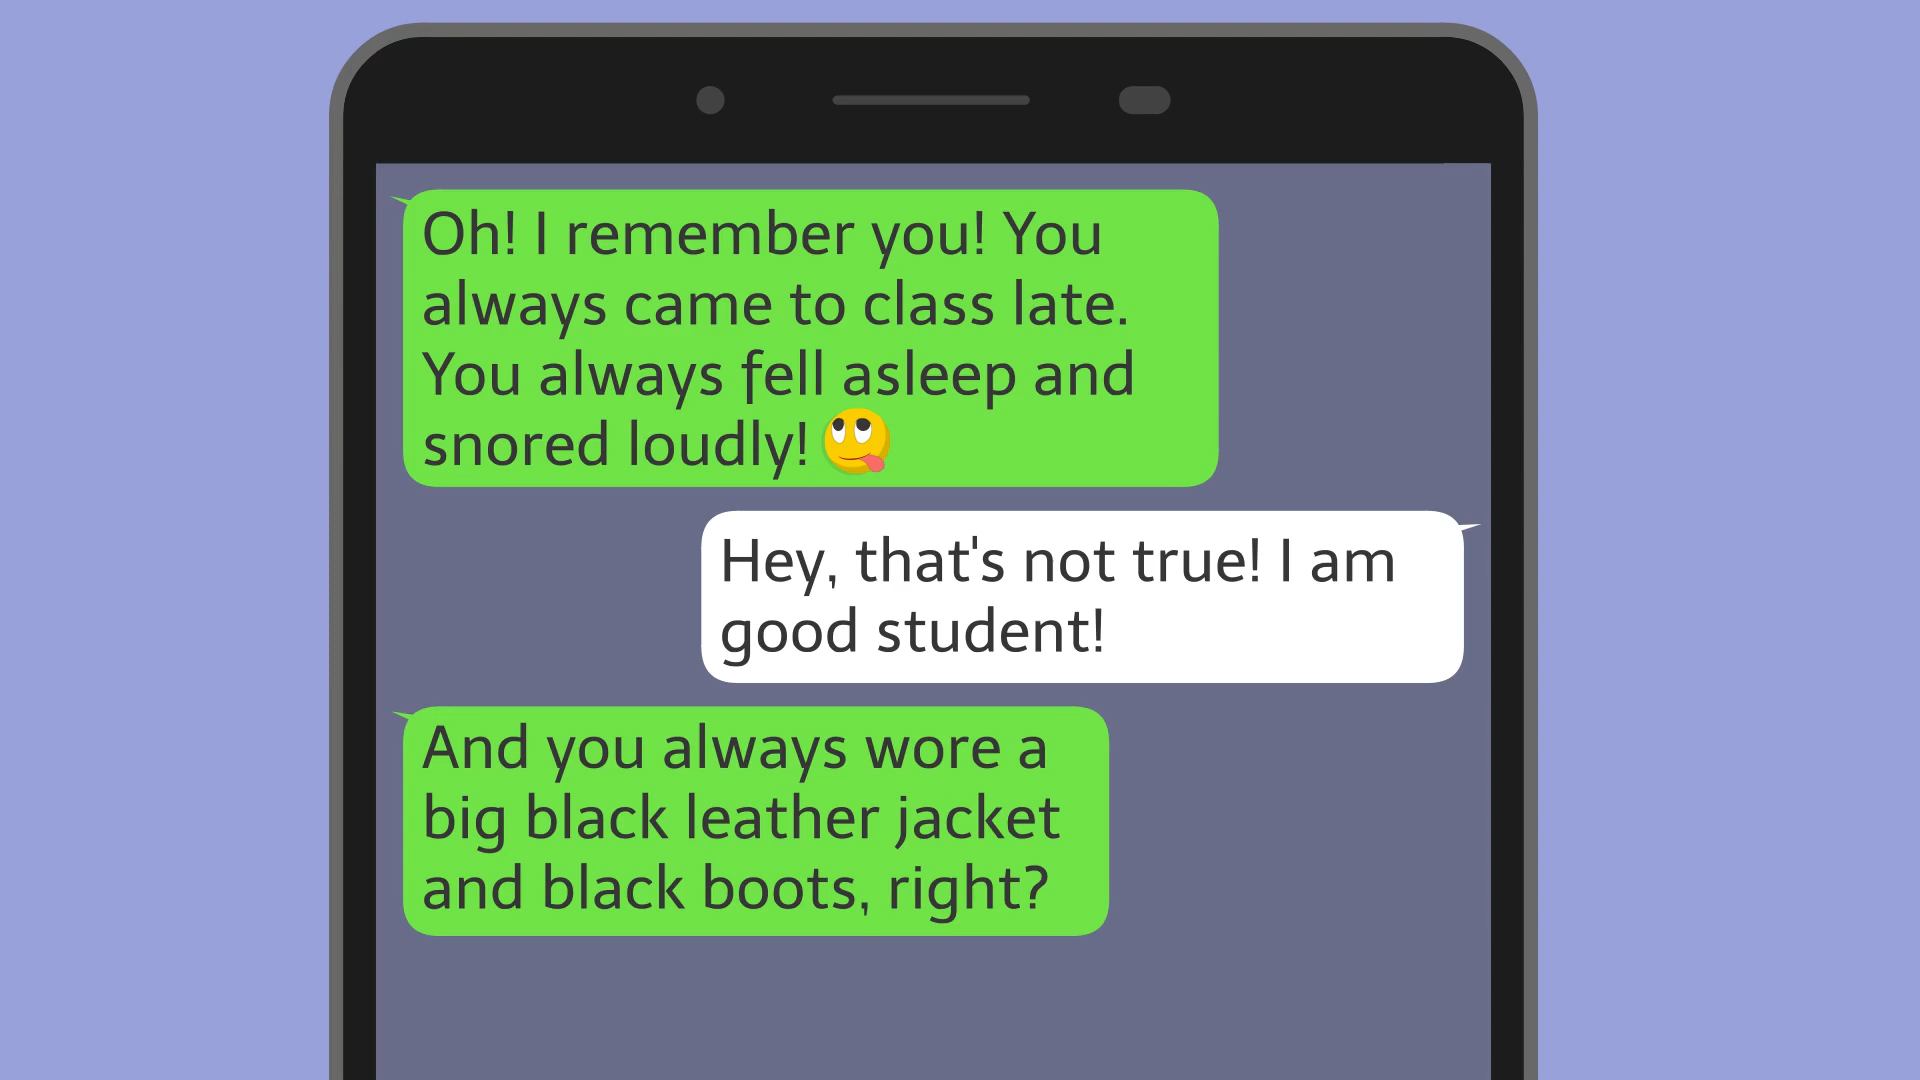 Oh! I remember you! You
always came to class late.
You always fell asleep and
snored loudly!
Hey, that's not true! I am
good student!
And you always wore a
big black leather jacket
and black boots, right?